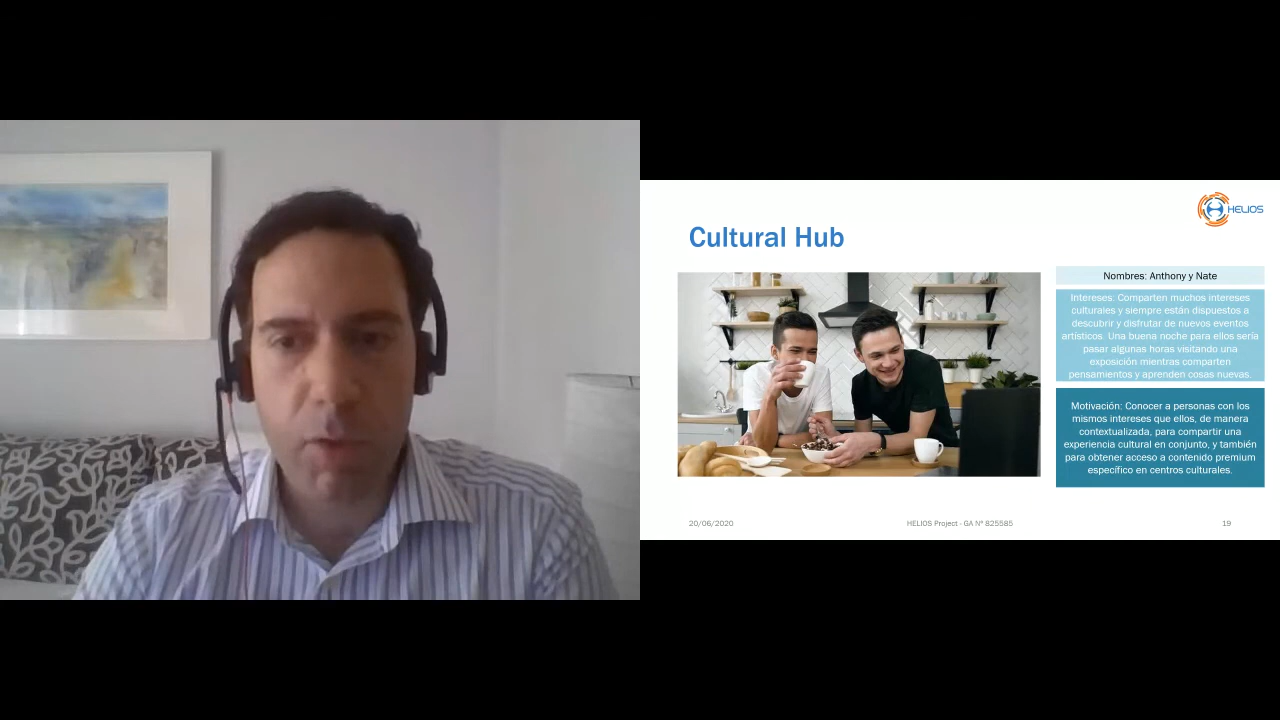 HELIOS
Cultural Hub
Nombres: Anthony y Nate
Intereses: Comparten muchos intereses
culturales y siempre están dispuestos a
descubrir y disfrutar de nuevos eventos
artísticos. Una buena noche para ellos sería
pasar algunas horas visitando una
exposición mientras comparten
pensamientos y aprenden cosas nuevas.
Motivación: Conocer a personas con los
mismos intereses que ellos, de manera
contextualizada, para compartir una
experiencia cultural en conjunto, y también
para obtener acceso a contenido premium
específico en centros culturales.
20/06/2020
HELIOS Project - GA Nº 825585
19